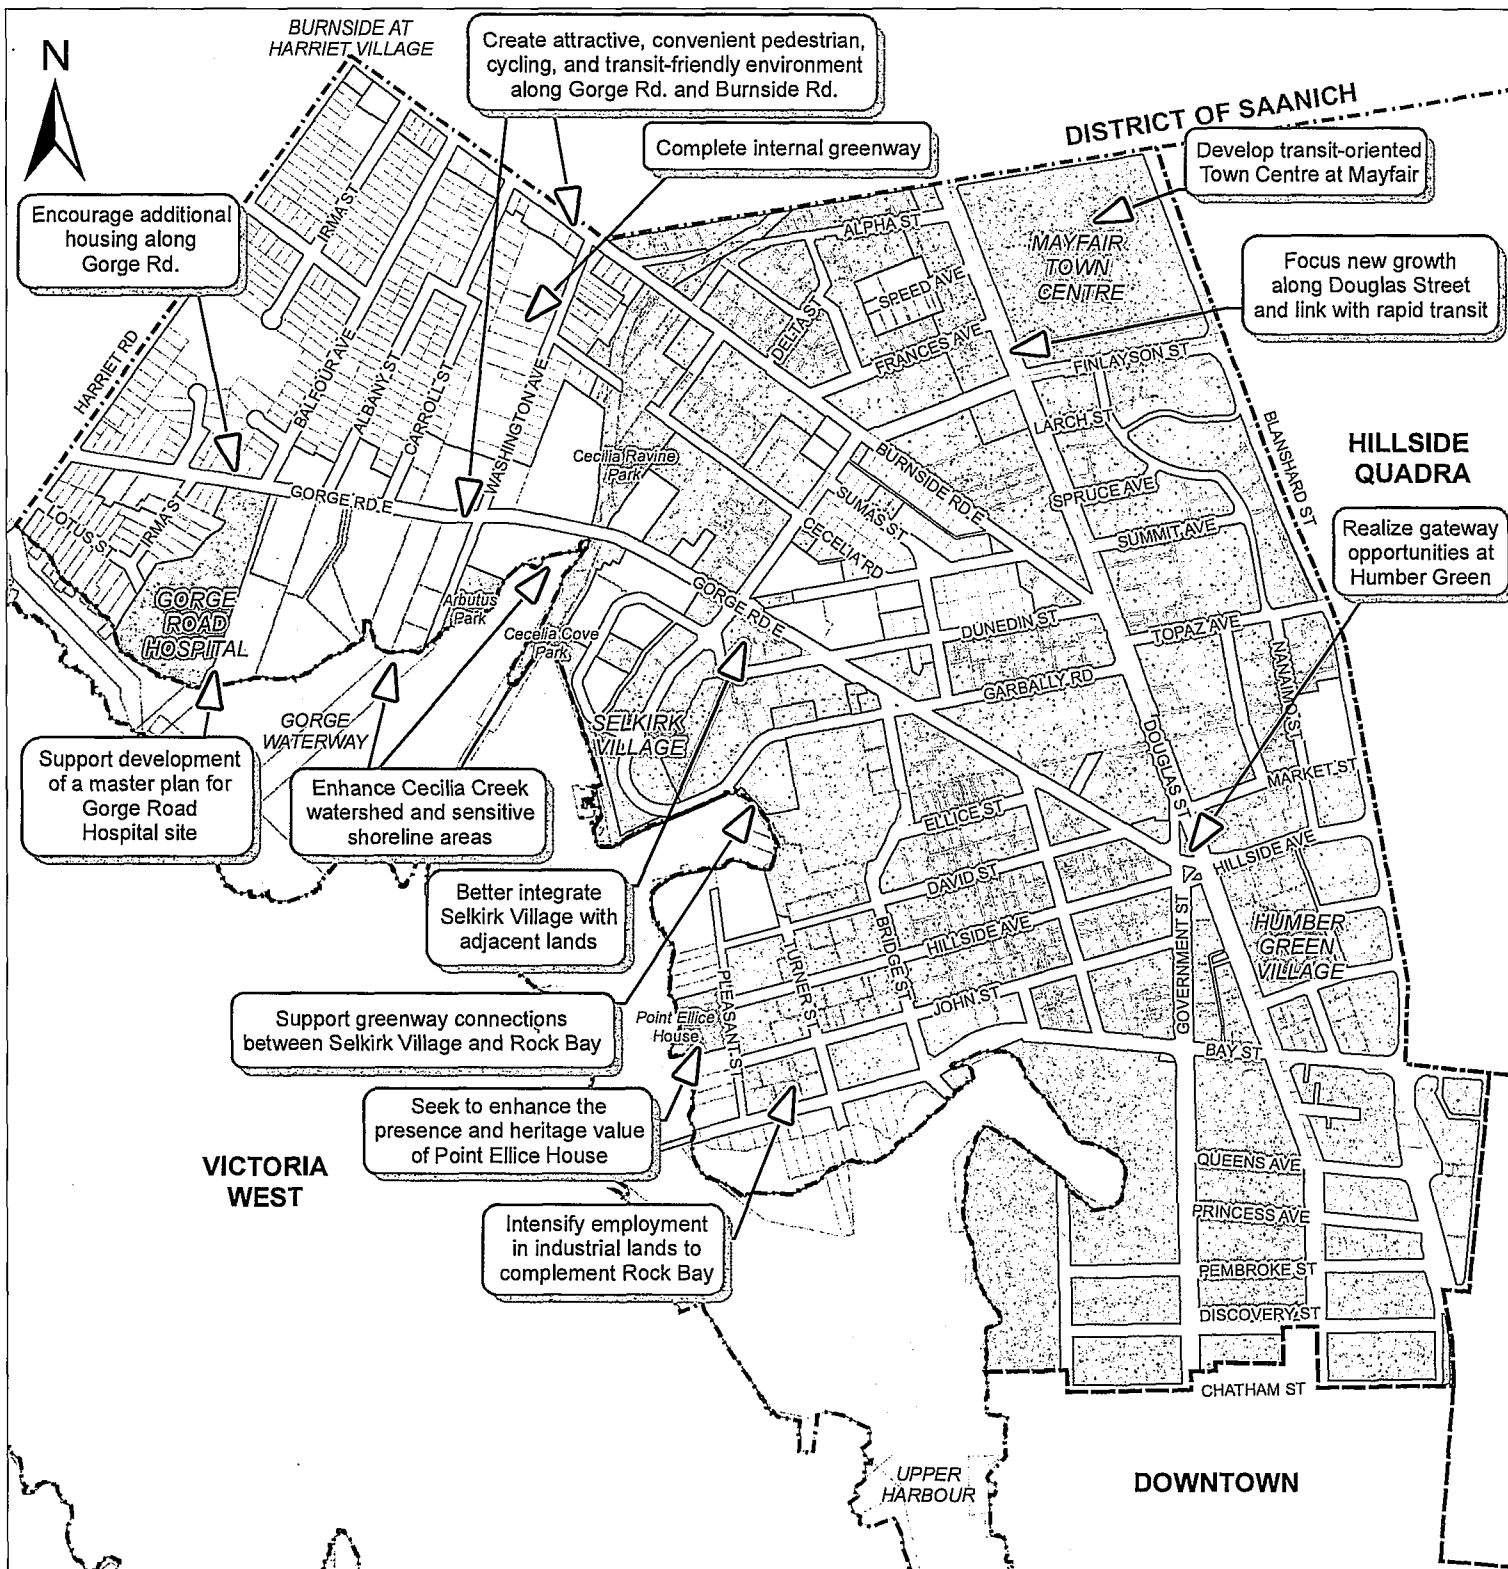 BURNSIDE AT
HARRIET VILLAGE
N
Create attractive, convenient pedestrian,
cycling, and transit-friendly environment
along Gorge Rd. and Burnside Rd.
Complete internal greenway
DISTRICT OF SAANICH
Develop transit-oriented
Town Centre at Mayfair
Encourage additional
housing along
Gorge Rd.
IRMA ST
ALPHA ST
MAYFAIR
TOWN
CENTRE
Focus new growth
along Douglas Street
and link with rapid transit
SPEED AVE
DELTA ST
FRANCES AVE
FINLAYSON ST
HARRIET RD
BALFOUR AVE
ALBANY ST
CARROLL ST
WASHINGTON AVE
LARCH ST
BLANSHARD ST
HILLSIDE
QUADRA
Cecilia Ravine
Park
BURNSIDE RD E
GORGE RD E
SUMAS ST
SPRUCE AVE
LOTUS ST
IRMA ST
CECELIA RD
SUMMIT AVE
Realize gateway
opportunities at
Humber Green
GORGE
ROAD
HOSPITAL
Arbutus
Park
GORGE RD E
Cecelia Cove
Park
DUNEDIN ST
TOPAZ AVE
NANAIMO ST
GARBALLY RD
GORGE
WATERWAY
SELKIRK
VILLAGE
DOUGLAS ST
MARKET ST
Support development
of a master plan for
Gorge Road
Hospital site
Enhance Cecilia Creek
watershed and sensitive
shoreline areas
ELLICE ST
HILLSIDE AVE
Better integrate
Selkirk Village with
adjacent lands
DAVID ST
BRIDGE ST
HILLSIDE AVE
GOVERNMENT ST
HUMBER
GREEN
VILLAGE
TURNER ST
PLEASANT ST
JOHN ST
Support greenway connections
between Selkirk Village and Rock Bay
Point Ellice
House
BAY ST
Seek to enhance the
presence and heritage value
of Point Ellice House
VICTORIA
WEST
QUEENS AVE
PRINCESS AVE
Intensify employment
in industrial lands to
complement Rock Bay
PEMBROKE ST
DISCOVERY ST
CHATHAM ST
UPPER
HARBOUR
DOWNTOWN